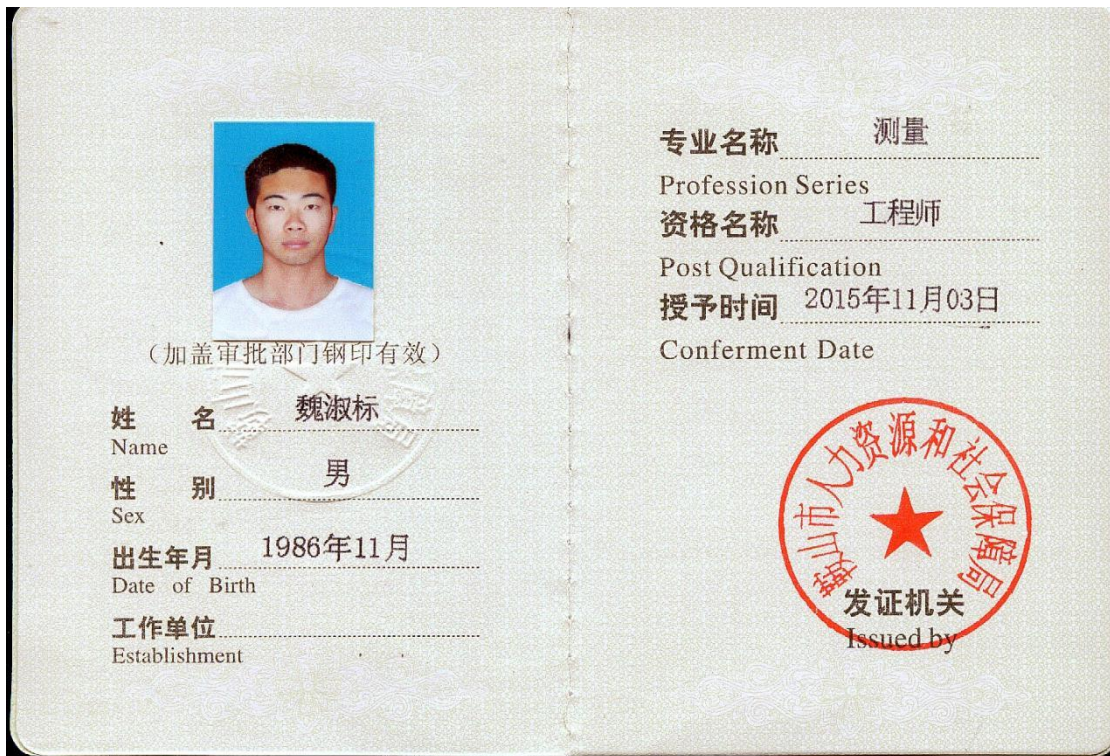 （加盖审批部门钢印有效）
姓 名 魏淑标
Name
性 别 男
Sex
出生年月 1986年11月
Date of Birth
工作单位
Establishment
专业名称 测量
Profession Series
资格名称 工程师
Post Qualification
授予时间 2015年11月03日
Conferment Date
鞍山市人力资源和社会保障局
发证机关
Issued by